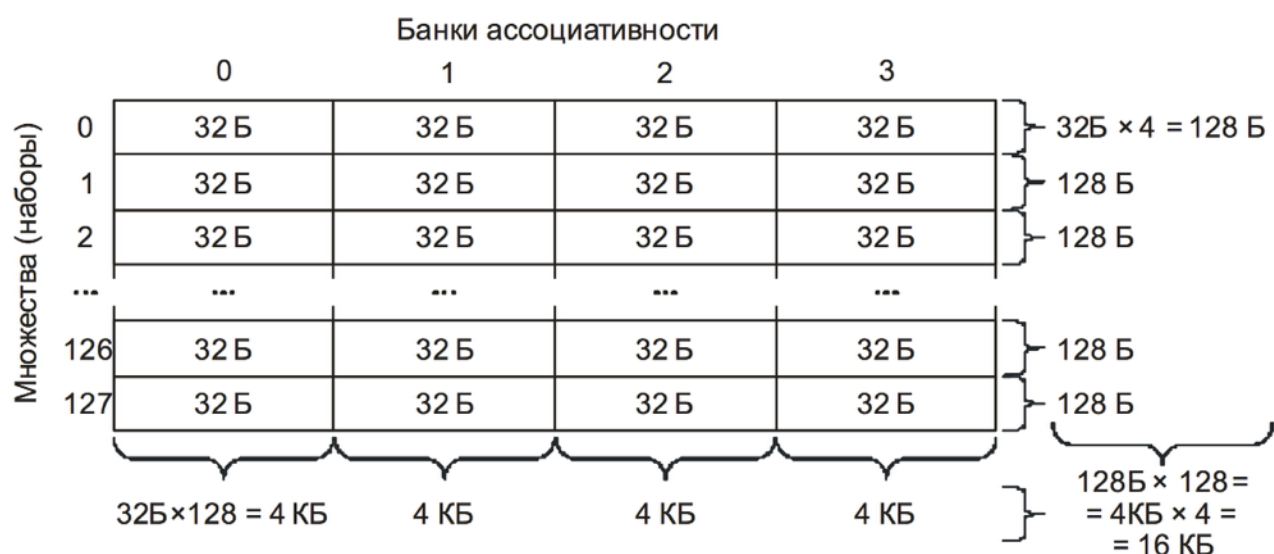 Банки ассоциативности
0 1 2 3
Множества (наборы)
0 32 Б 32 Б 32 Б 32 Б 32Б × 4 = 128 Б
1 32 Б 32 Б 32 Б 32 Б 128 Б
2 32 Б 32 Б 32 Б 32 Б 128 Б
... ... ... ... ...
126 32 Б 32 Б 32 Б 32 Б 128 Б
127 32 Б 32 Б 32 Б 32 Б 128 Б
32Б×128 = 4 КБ 4 КБ 4 КБ 4 КБ
128Б × 128 =
= 4КБ × 4 =
= 16 КБ